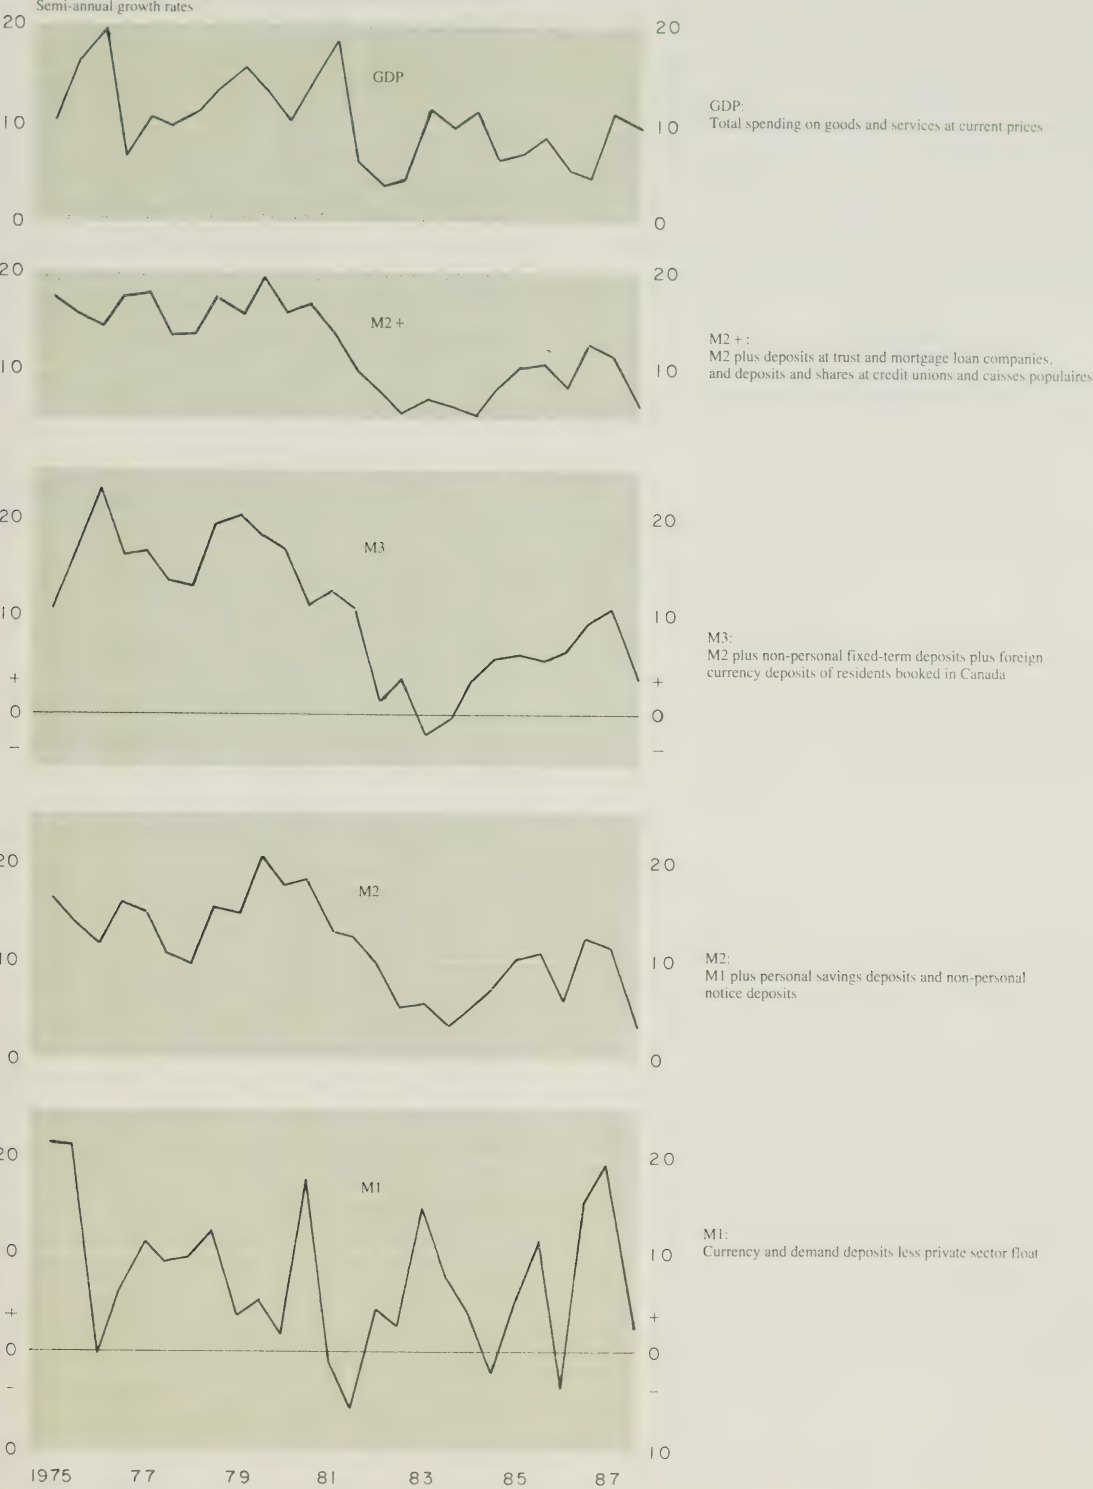 Semi-annual growth rates
20
20
GDP
GDP:
Total spending on goods and services at current prices
10
10
0
0
20
20
M2 +
M2 + :
M2 plus deposits at trust and mortgage loan companies,
and deposits and shares at credit unions and caisses populaires
10
10
20
20
M3
10
10
M3:
M2 plus non-personal fixed-term deposits plus foreign
currency deposits of residents booked in Canada
+
+
0
0
−
−
20
20
M2
10
10
M2:
M1 plus personal savings deposits and non-personal
notice deposits
0
0
20
20
M1
M1:
Currency and demand deposits less private sector float
0
10
+
+
0
0
-
−
0
10
1975 77 79 81 83 85 87